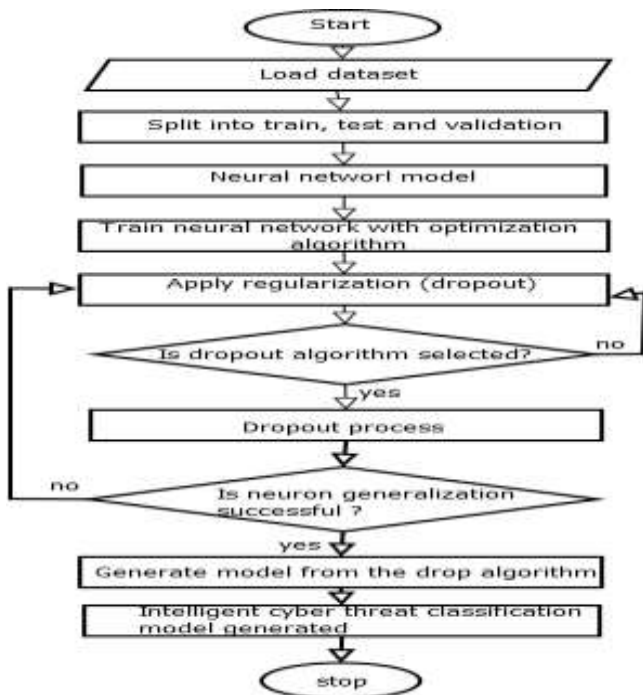 Start
Load dataset
Split into train, test and validation
Neural networl model
Train neural network with optimization
algorithm
Apply regularization (dropout)
Is dropout algorithm selected?
no
yes
Dropout process
no
Is neuron generalization
successful ?
yes
Generate model from the drop algorithm
Intelligent cyber threat classification
model generated
stop